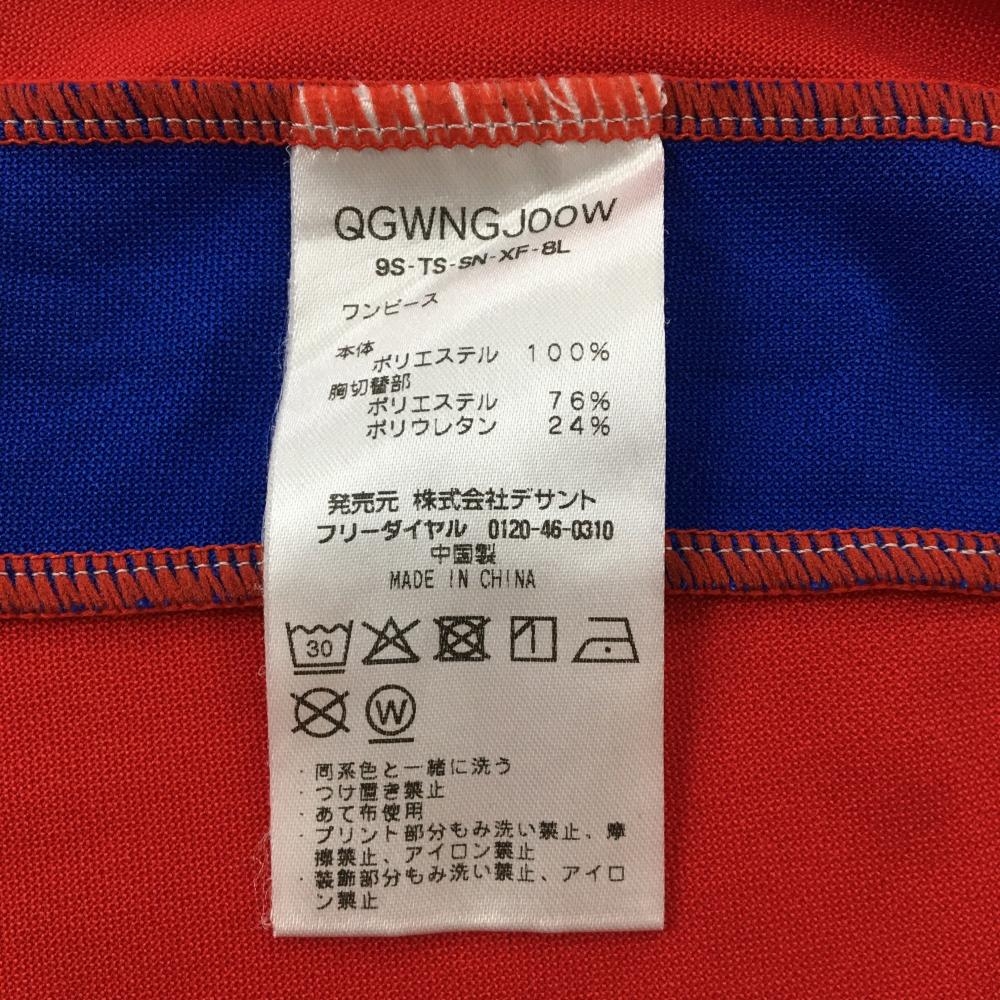 QGWNGJ00W
9S-TS-SN-XF-8L
ワンピース
本体
ポリエステル 100%
胸切替部
ポリエステル 76%
ポリウレタン 24%
発売元 株式会社デサント
フリーダイヤル 0120-46-0310
中国製
MADE IN CHINA
30
W
・同系色と一緒に洗う
・つけ置き禁止
・あて布使用
・プリント部分もみ洗い禁止、摩
擦禁止、アイロン禁止
・装飾部分もみ洗い禁止、アイロ
ン禁止